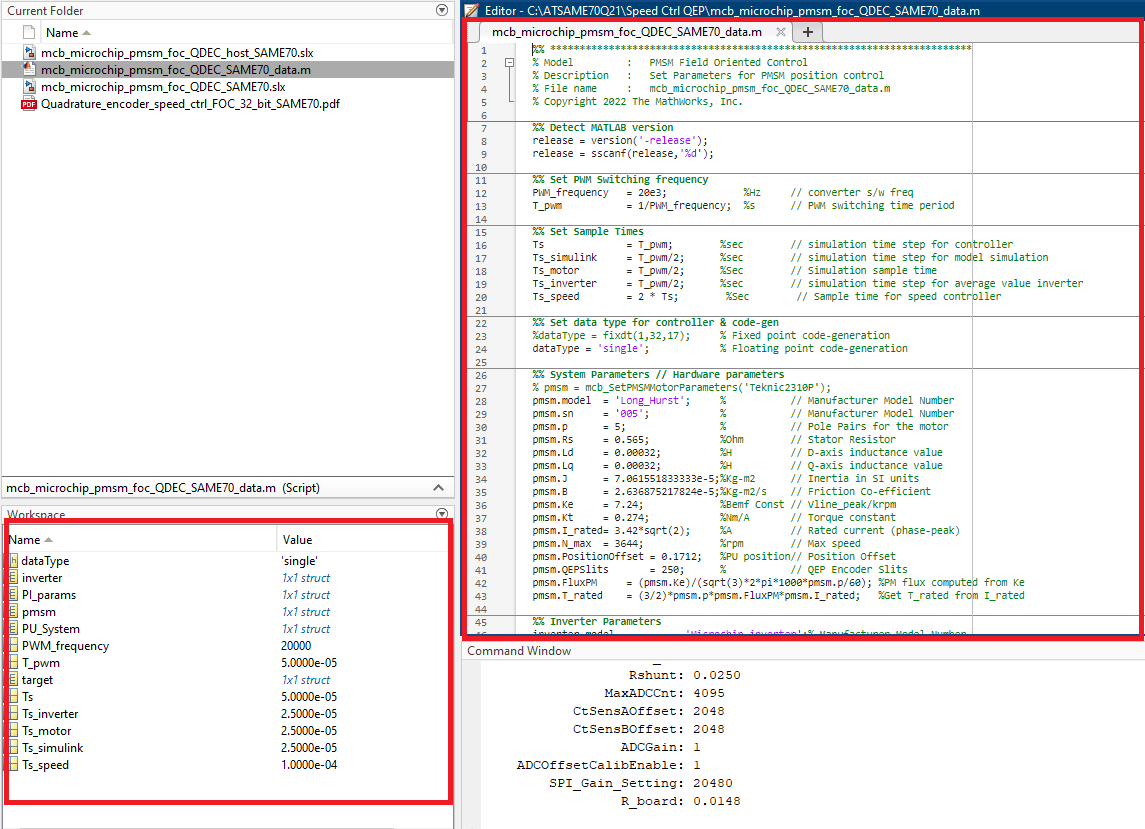 Current Folder
Name
mcb_microchip_pmsm_foc_QDEC_host_SAME70.slx
mcb_microchip_pmsm_foc_QDEC_SAME70_data.m
mcb_microchip_pmsm_foc_QDEC_SAME70.slx
PDF Quadrature_encoder_speed_ctrl_FOC_32_bit_SAME70.pdf
mcb_microchip_pmsm_foc_QDEC_SAME70_data.m (Script)
Workspace
Name Value
dataType 'single'
inverter 1x1 struct
PI_params 1x1 struct
pmsm 1x1 struct
PU_System 1x1 struct
PWM_frequency 20000
T_pwm 5.0000e-05
target 1x1 struct
Ts 5.0000e-05
Ts_inverter 2.5000e-05
Ts_motor 2.5000e-05
Ts_simulink 2.5000e-05
Ts_speed 1.0000e-04
Editor - C:\ATSAME70Q21\Speed Ctrl QEP\mcb_microchip_pmsm_foc_QDEC_SAME70_data.m
mcb_microchip_pmsm_foc_QDEC_SAME70_data.m
1 %% ***********************************************************************
2 % Model : PMSM Field Oriented Control
3 % Description : Set Parameters for PMSM position control
4 % File name : mcb_microchip_pmsm_foc_QDEC_SAME70_data.m
5 % Copyright 2022 The MathWorks, Inc.
6
7 %% Detect MATLAB version
8 release = version('-release');
9 release = sscanf(release,'%d');
10
11 %% Set PWM Switching frequency
12 PWM_frequency = 20e3; %Hz // converter s/w freq
13 T_pwm = 1/PWM_frequency; %s // PWM switching time period
14
15 %% Set Sample Times
16 Ts = T_pwm; %sec // simulation time step for controller
17 Ts_simulink = T_pwm/2; %sec // simulation time step for model simulation
18 Ts_motor = T_pwm/2; %Sec // Simulation sample time
19 Ts_inverter = T_pwm/2; %sec // simulation time step for average value inverter
20 Ts_speed = 2 * Ts; %Sec // Sample time for speed controller
21
22 %% Set data type for controller & code-gen
23 %dataType = fixdt(1,32,17); % Fixed point code-generation
24 dataType = 'single'; % Floating point code-generation
25
26 %% System Parameters // Hardware parameters
27 % pmsm = mcb_SetPMSMMotorParameters('Teknic2310P');
28 pmsm.model = 'Long_Hurst'; % // Manufacturer Model Number
29 pmsm.sn = '005'; % // Manufacturer Model Number
30 pmsm.p = 5; % // Pole Pairs for the motor
31 pmsm.Rs = 0.565; %Ohm // Stator Resistor
32 pmsm.Ld = 0.00032; %H // D-axis inductance value
33 pmsm.Lq = 0.00032; %H // Q-axis inductance value
34 pmsm.J = 7.061551833333e-5;%Kg-m2 // Inertia in SI units
35 pmsm.B = 2.636875217824e-5;%Kg-m2/s // Friction Co-efficient
36 pmsm.Ke = 7.24; %Bemf Const // Vline_peak/krpm
37 pmsm.Kt = 0.274; %Nm/A // Torque constant
38 pmsm.I_rated= 3.42*sqrt(2); %A // Rated current (phase-peak)
39 pmsm.N_max = 3644; %rpm // Max speed
40 pmsm.PositionOffset = 0.1712; %PU position// Position Offset
41 pmsm.QEPSlits = 250; % // QEP Encoder Slits
42 pmsm.FluxPM = (pmsm.Ke)/(sqrt(3)*2*pi*1000*pmsm.p/60); %PM flux computed from Ke
43 pmsm.T_rated = (3/2)*pmsm.p*pmsm.FluxPM*pmsm.I_rated; %Get T_rated from I_rated
44
45 %% Inverter Parameters
46 inverter.model 'Microchip inverter';% Manufacturer Model Number
Command Window
Rshunt: 0.0250
MaxADCCnt: 4095
CtSensAOffset: 2048
CtSensBOffset: 2048
ADCGain: 1
ADCOffsetCalibEnable: 1
SPI_Gain_Setting: 20480
R_board: 0.0148